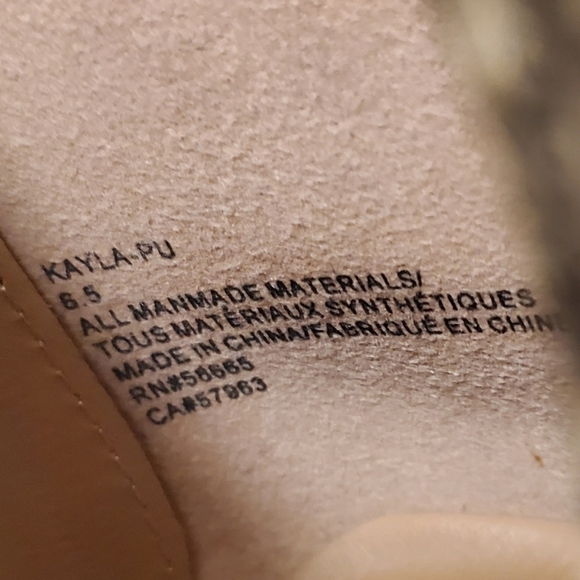 KAYLA-PU
6.5
ALL MANMADE MATERIALS/
TOUS MATÉRIAUX SYNTHÉTIQUES
MADE IN CHINA/FABRIQUÉ EN CHINE
RN#56665
CA#57963